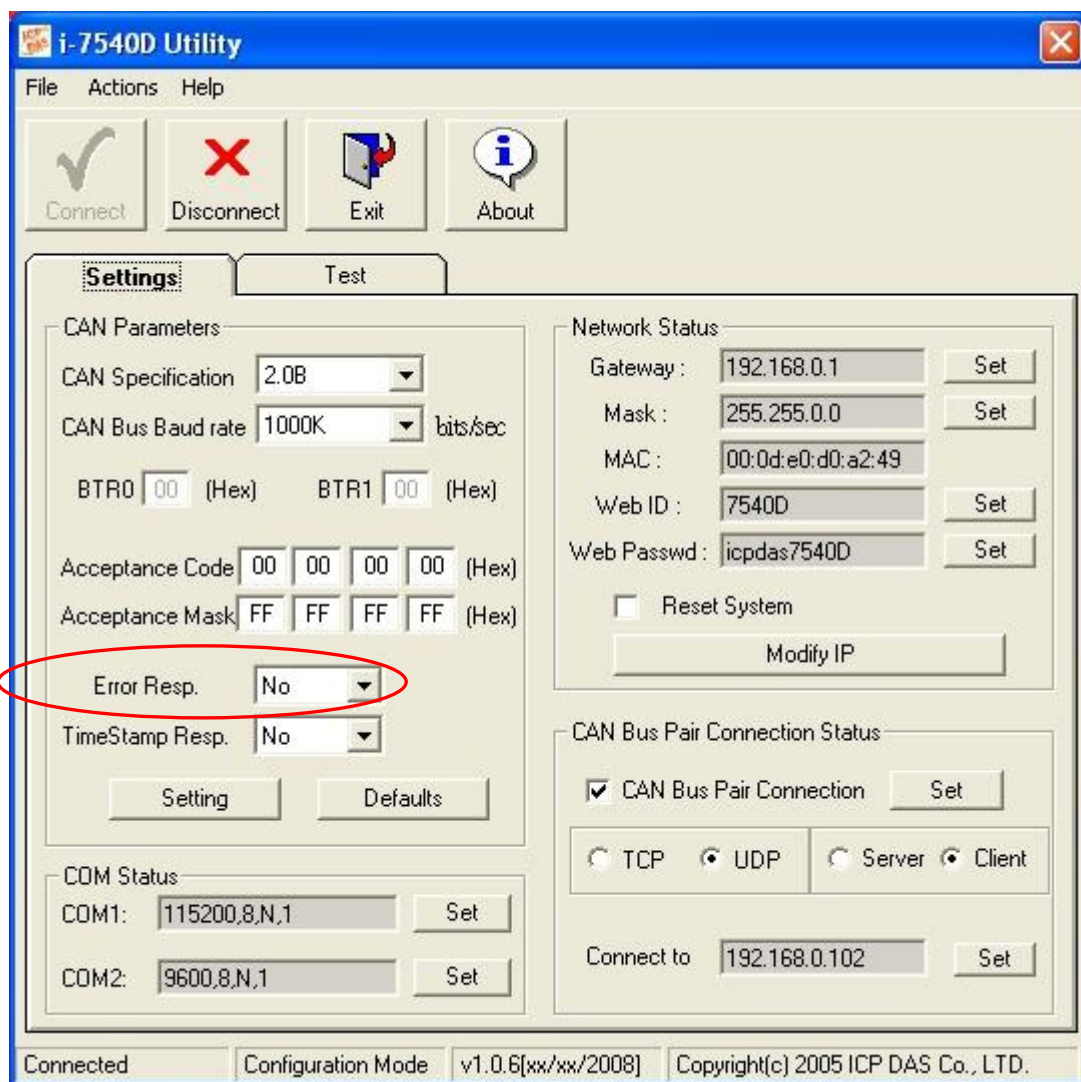 ICP DAS i-7540D Utility
File Actions Help
Connect Disconnect Exit About
Settings Test
CAN Parameters
CAN Specification 2.0B
CAN Bus Baud rate 1000K bits/sec
BTR0 00 (Hex) BTR1 00 (Hex)
Acceptance Code 00 00 00 00 (Hex)
Acceptance Mask FF FF FF FF (Hex)
Error Resp. No
TimeStamp Resp. No
Setting Defaults
COM Status
COM1: 115200,8,N,1 Set
COM2: 9600,8,N,1 Set
Network Status
Gateway : 192.168.0.1 Set
Mask : 255.255.0.0 Set
MAC : 00:0d:e0:d0:a2:49
Web ID : 7540D Set
Web Passwd : icpdas7540D Set
Reset System
Modify IP
CAN Bus Pair Connection Status
CAN Bus Pair Connection Set
TCP UDP Server Client
Connect to 192.168.0.102 Set
Connected Configuration Mode v1.0.6[xx/xx/2008] Copyright(c) 2005 ICP DAS Co., LTD.